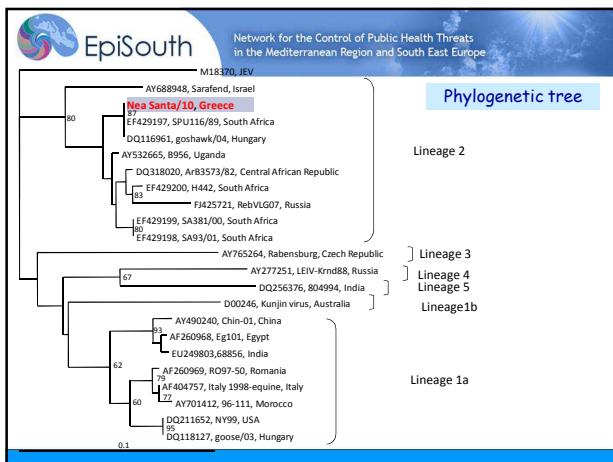 EpiSouth
Network for the Control of Public Health Threats
in the Mediterranean Region and South East Europe
Phylogenetic tree
M18370, JEV
AY688948, Sarafend, Israel
80
Nea Santa/10, Greece
87
EF429197, SPU116/89, South Africa
DQ116961, goshawk/04, Hungary
AY532665, B956, Uganda
Lineage 2
DQ318020, ArB3573/82, Central African Republic
EF429200, H442, South Africa
83
FJ425721, RebVLG07, Russia
EF429199, SA381/00, South Africa
80
EF429198, SA93/01, South Africa
AY765264, Rabensburg, Czech Republic
Lineage 3
AY277251, LEIV-Krnd88, Russia
Lineage 4
67
DQ256376, 804994, India
Lineage 5
D00246, Kunjin virus, Australia
Lineage1b
AY490240, Chin-01, China
93
AF260968, Eg101, Egypt
EU249803,68856, India
62
AF260969, RO97-50, Romania
79
Lineage 1a
AF404757, Italy 1998-equine, Italy
77
60
AY701412, 96-111, Morocco
DQ211652, NY99, USA
95
DQ118127, goose/03, Hungary
0.1